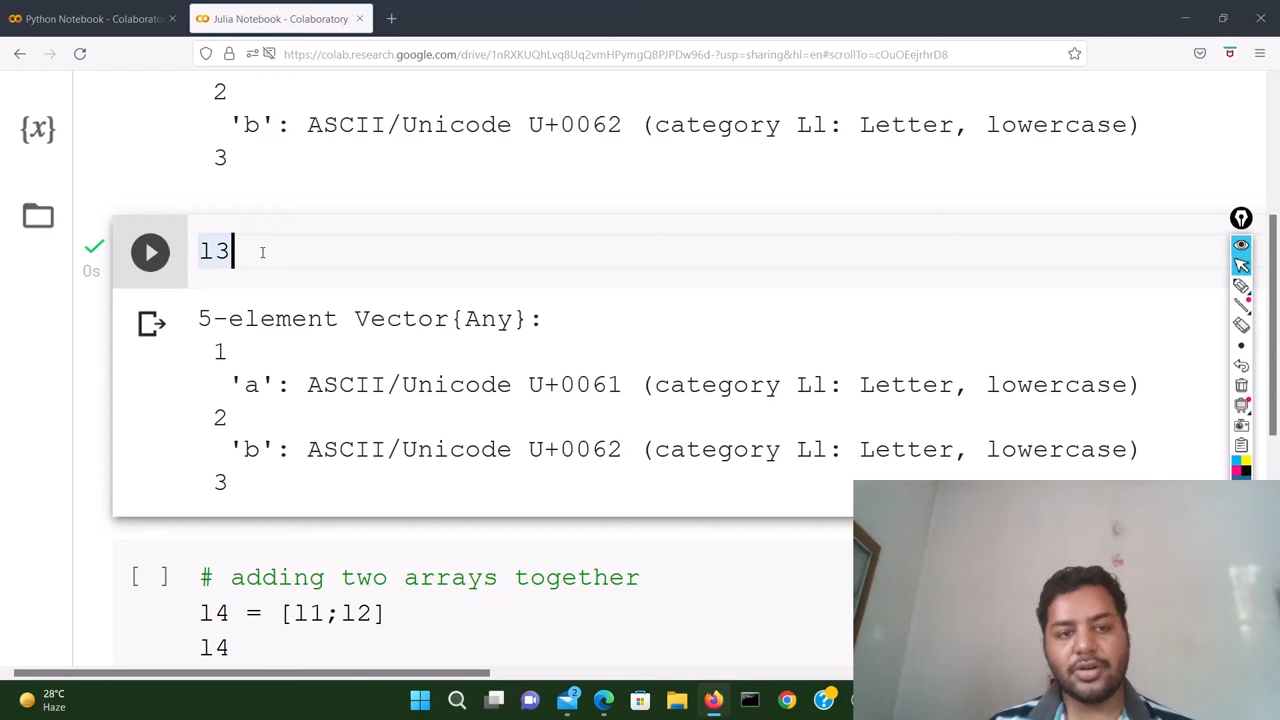 Python Notebook - Colaborato
Julia Notebook - Colaboratory
https://colab.research.google.com/drive/1nRXKUQhLvq8Uq2vmHPymgQBPJPDw96d-?usp=sharing&hl=en#scrollTo=cOuOEejrhrD8
2
'b': ASCII/Unicode U+0062 (category Ll: Letter, lowercase)
3
{x}
l3
0s
5-element Vector{Any}:
1
'a': ASCII/Unicode U+0061 (category Ll: Letter, lowercase)
2
'b': ASCII/Unicode U+0062 (category Ll: Letter, lowercase)
3
[ ] # adding two arrays together
l4 = [l1;l2]
l4
28°C
Haze
2